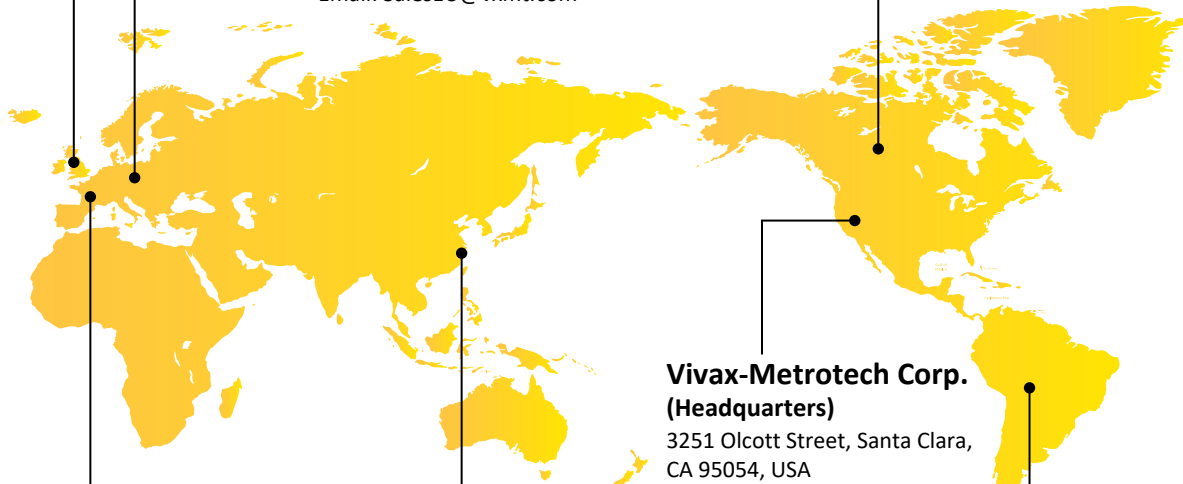 Vivax-Metrotech Corp.
(Headquarters)
3251 Olcott Street, Santa Clara,
CA 95054, USA